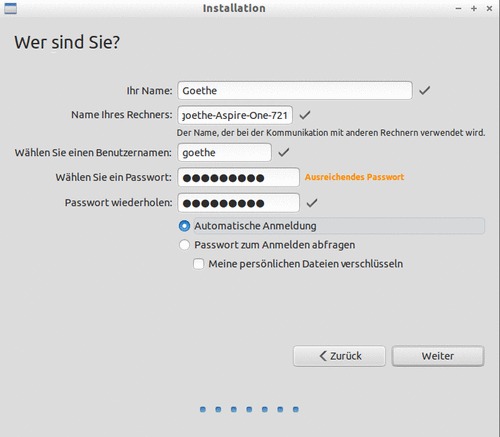 Installation
Wer sind Sie?
Ihr Name: Goethe
Name Ihres Rechners: goethe-Aspire-One-721
Der Name, der bei der Kommunikation mit anderen Rechnern verwendet wird.
Wählen Sie einen Benutzernamen: goethe
Wählen Sie ein Passwort: ●●●●●●●●● Ausreichendes Passwort
Passwort wiederholen: ●●●●●●●●●
Automatische Anmeldung
Passwort zum Anmelden abfragen
Meine persönlichen Dateien verschlüsseln
Zurück Weiter